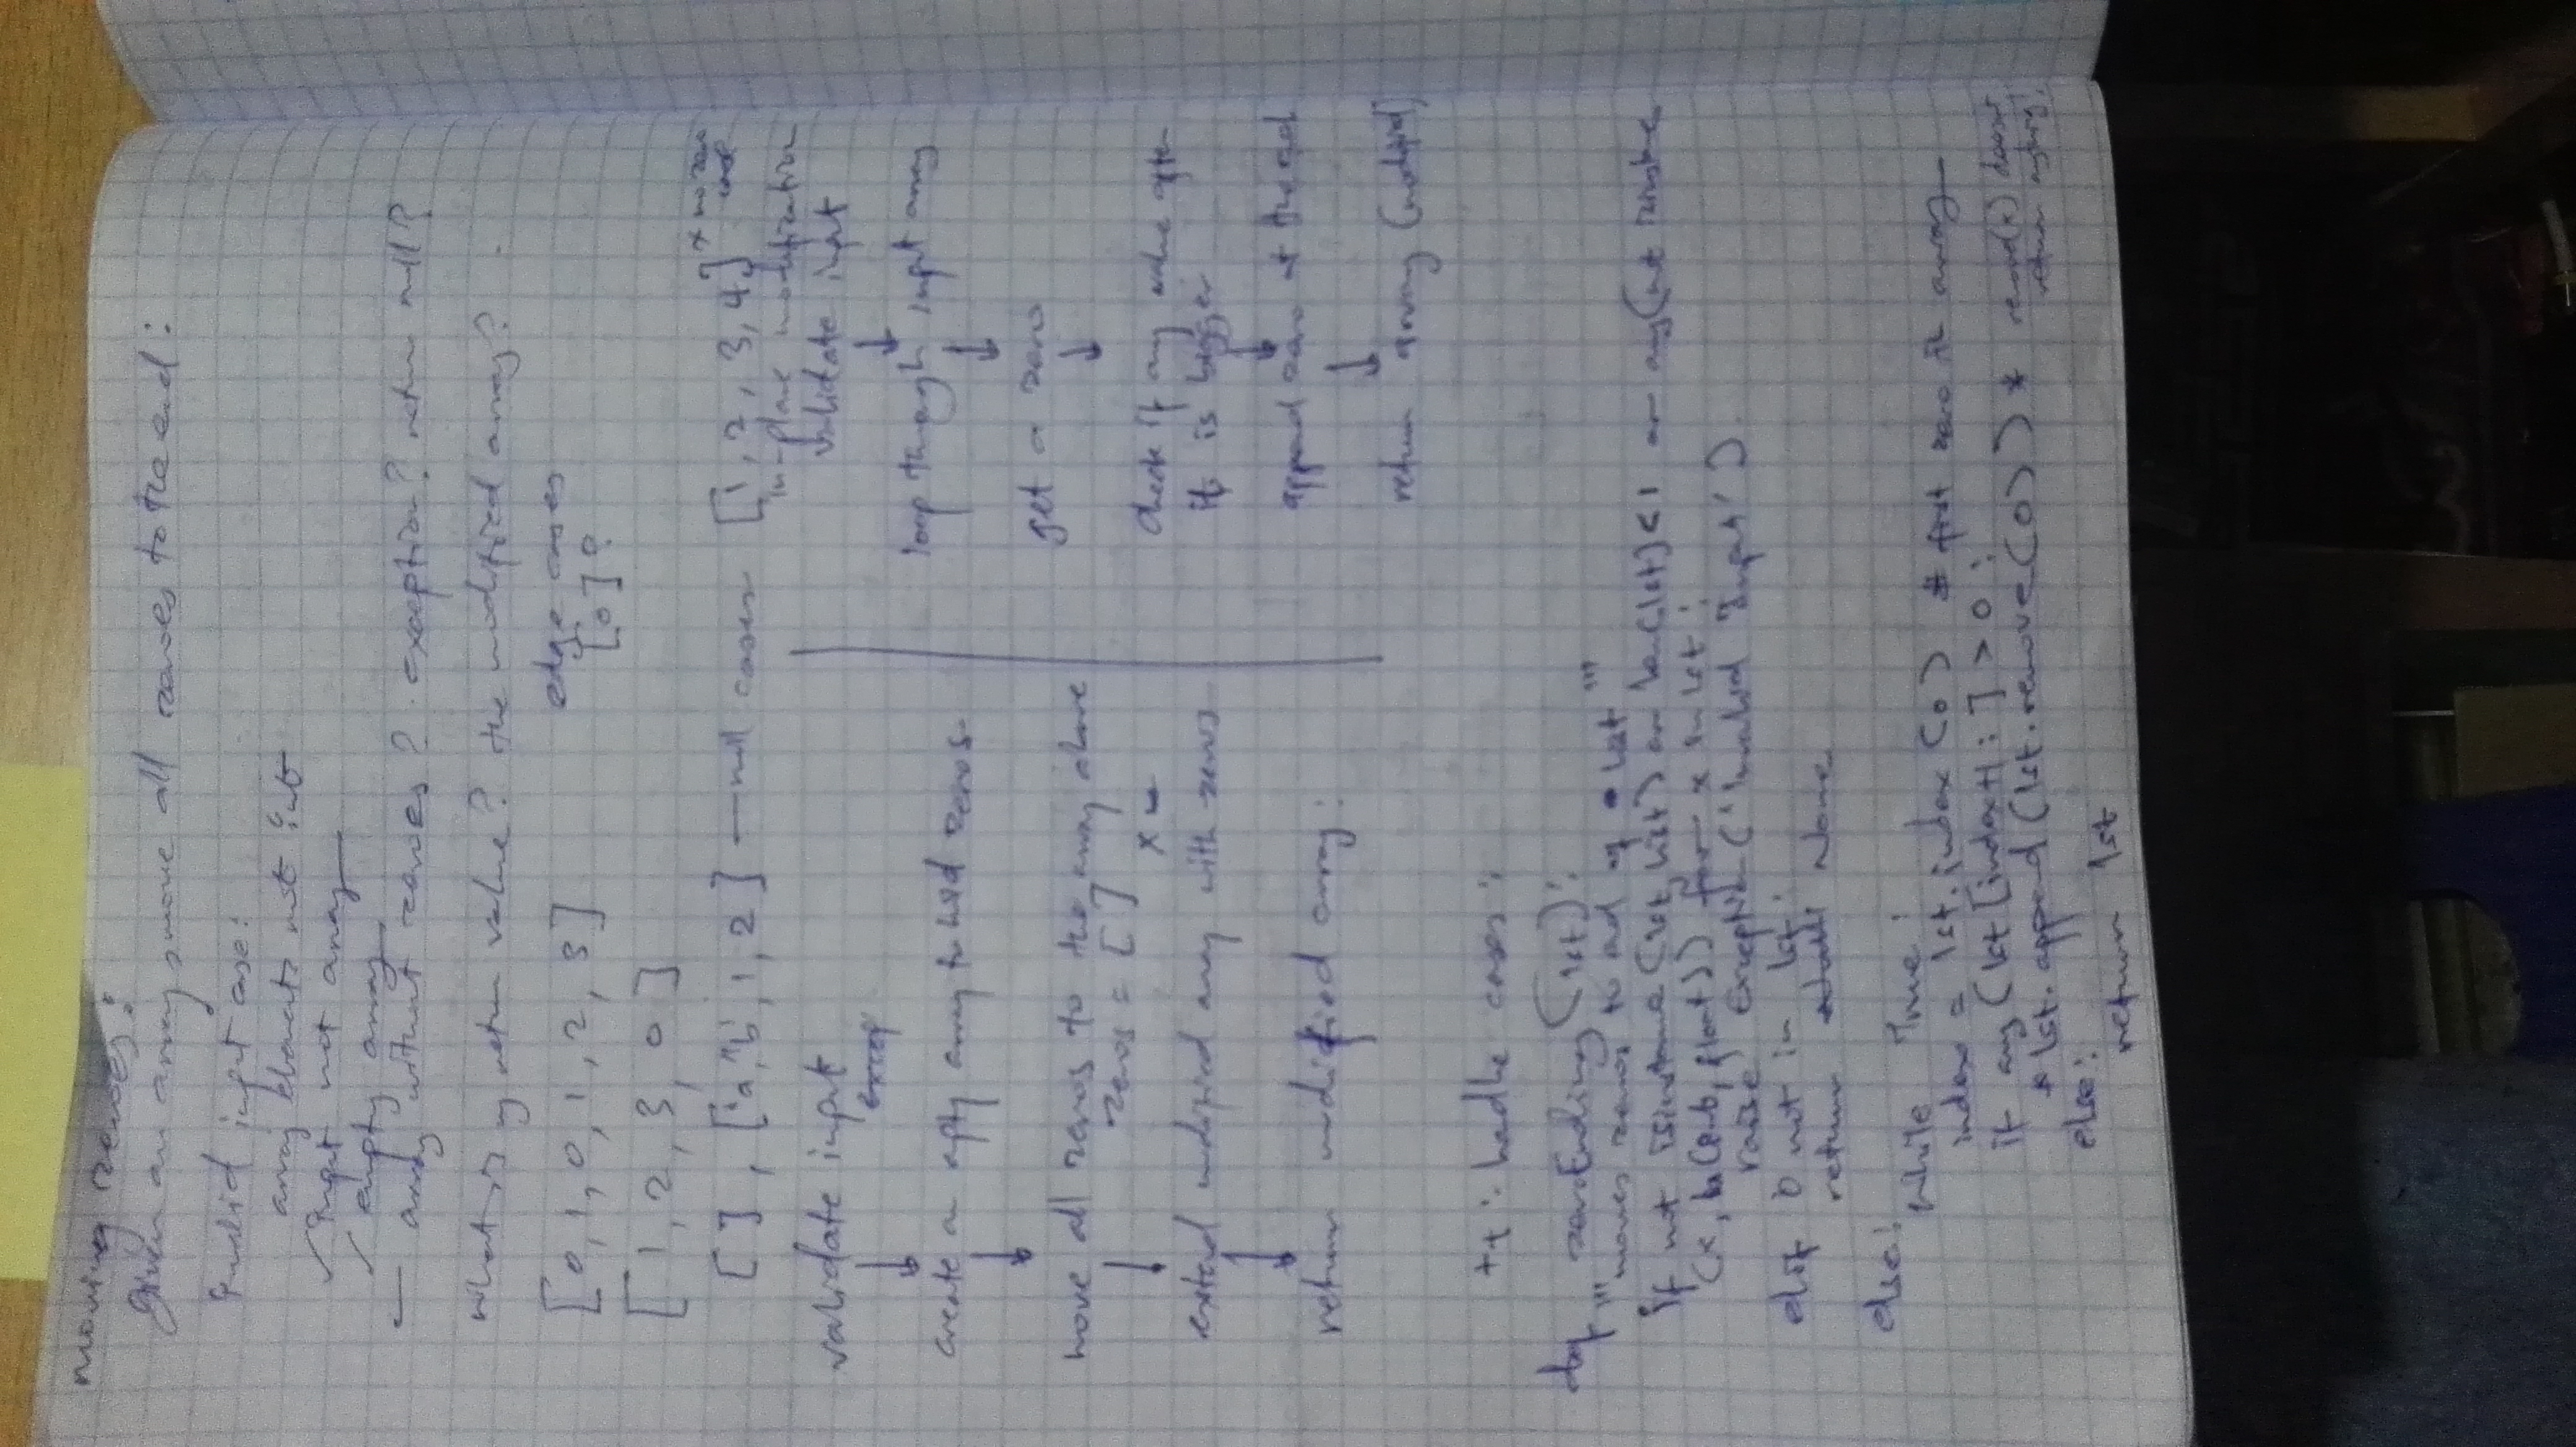 moving zeroes:
Given an array, move all zeroes to the end:
Invalid input case:
array elements not int
✓ Input not array
✓ empty array
— array without zeroes? exception? return null?
what is my return value? the modified array?
[0, 1, 0, 1, 2, 3]
edge cases
[0]?
[1, 2, 3, 0]
[ ], ['a','b', 1, 2] — null cases
[1, 2, 3, 4] * no zero
validate input
create an empty array to hold zeros.
move all zeros to the array above
zeros = [ ]
extend modified array with zeros
return modified array:
in-place modification
validate input
loop through input array
get a zero
check if any value after
it is bigger
append zero at the end
return array (modified)
++ : handle cases:
def zeroEnding(lst):
"""moves zeros to end of list """
if not isinstance(lst, list) or len(lst) < 1 or any(not isinstance
(x, (int, float)) for x in lst:
raise Exception('Invalid Input')
elif 0 not in lst:
return None
else:
while True:
index = lst.index(0) # first zero in array
if any(lst[index+1:] > 0:
* lst.append(lst.remove(0)) * remove(x) doesn't
return anything!
else:
return lst